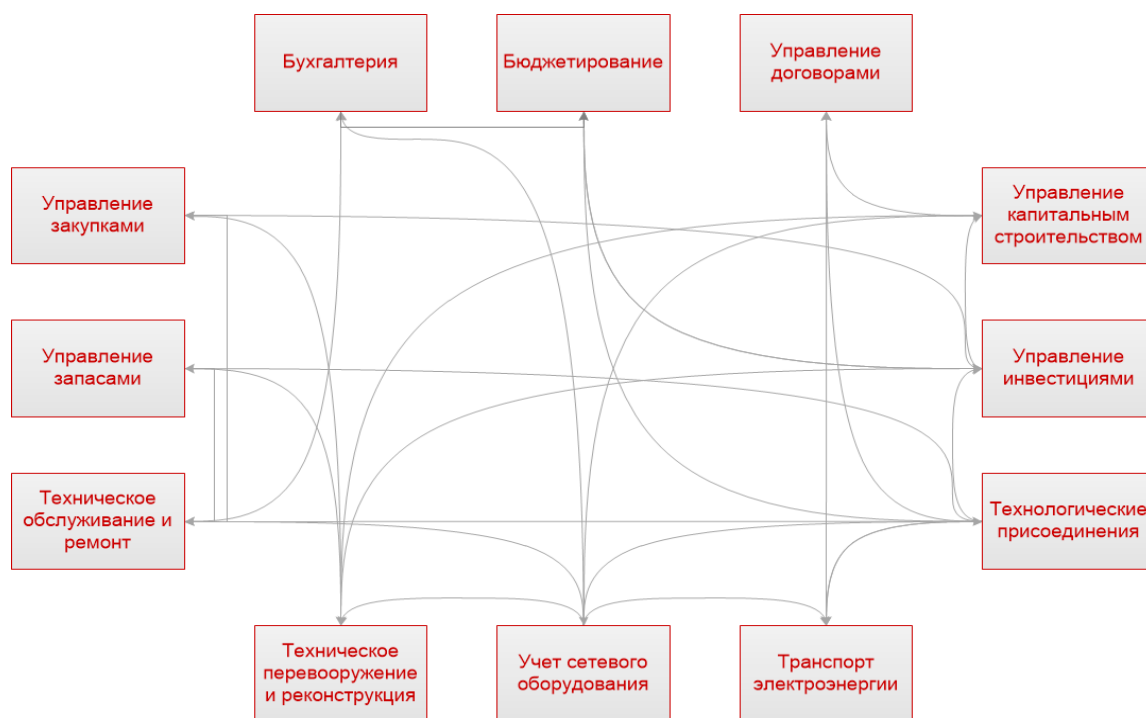 Бухгалтерия
Бюджетирование
Управление
договорами
Управление
закупками
Управление
капитальным
строительством
Управление
запасами
Управление
инвестициями
Техническое
обслуживание и
ремонт
Технологические
присоединения
Техническое
перевооружение
и реконструкция
Учет сетевого
оборудования
Транспорт
электроэнергии